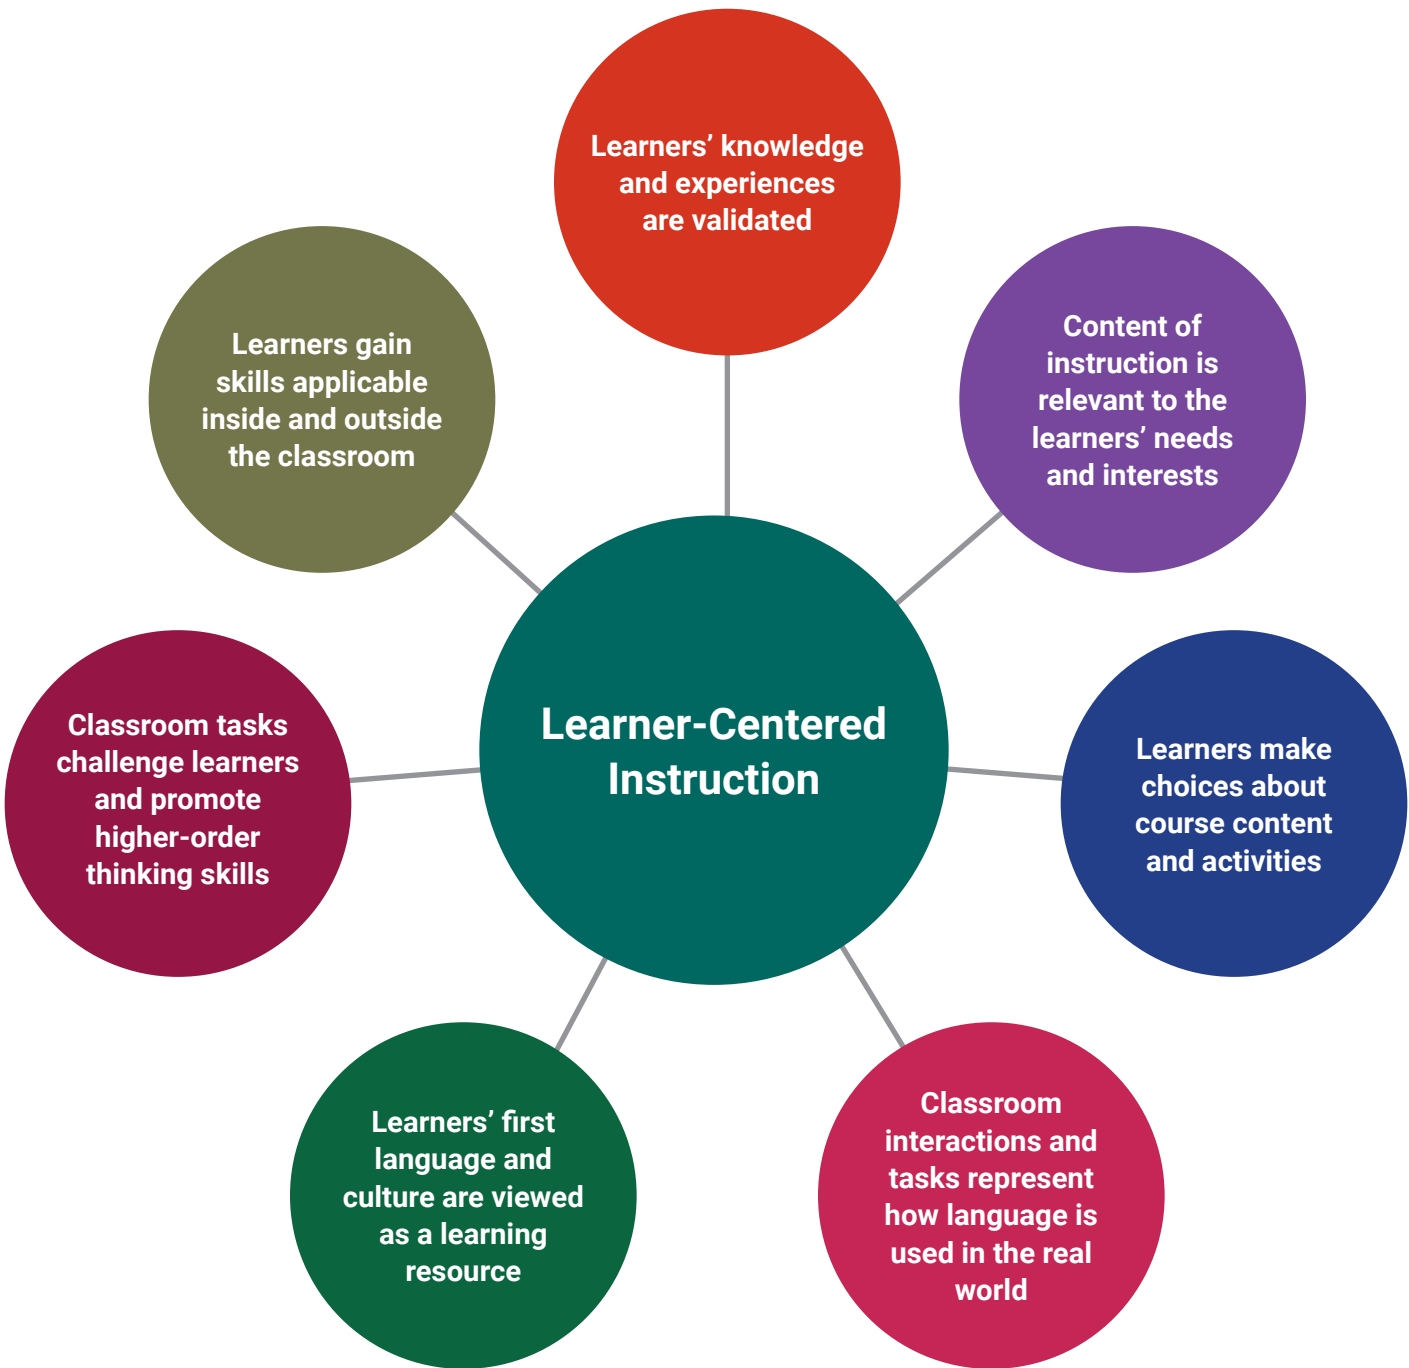 Learners’ knowledge
and experiences
are validated
Content of
instruction is
relevant to the
learners’ needs
and interests
Learners gain
skills applicable
inside and outside
the classroom
Learner-Centered
Instruction
Classroom tasks
challenge learners
and promote
higher-order
thinking skills
Learners make
choices about
course content
and activities
Learners’ first
language and
culture are viewed
as a learning
resource
Classroom
interactions and
tasks represent
how language is
used in the real
world